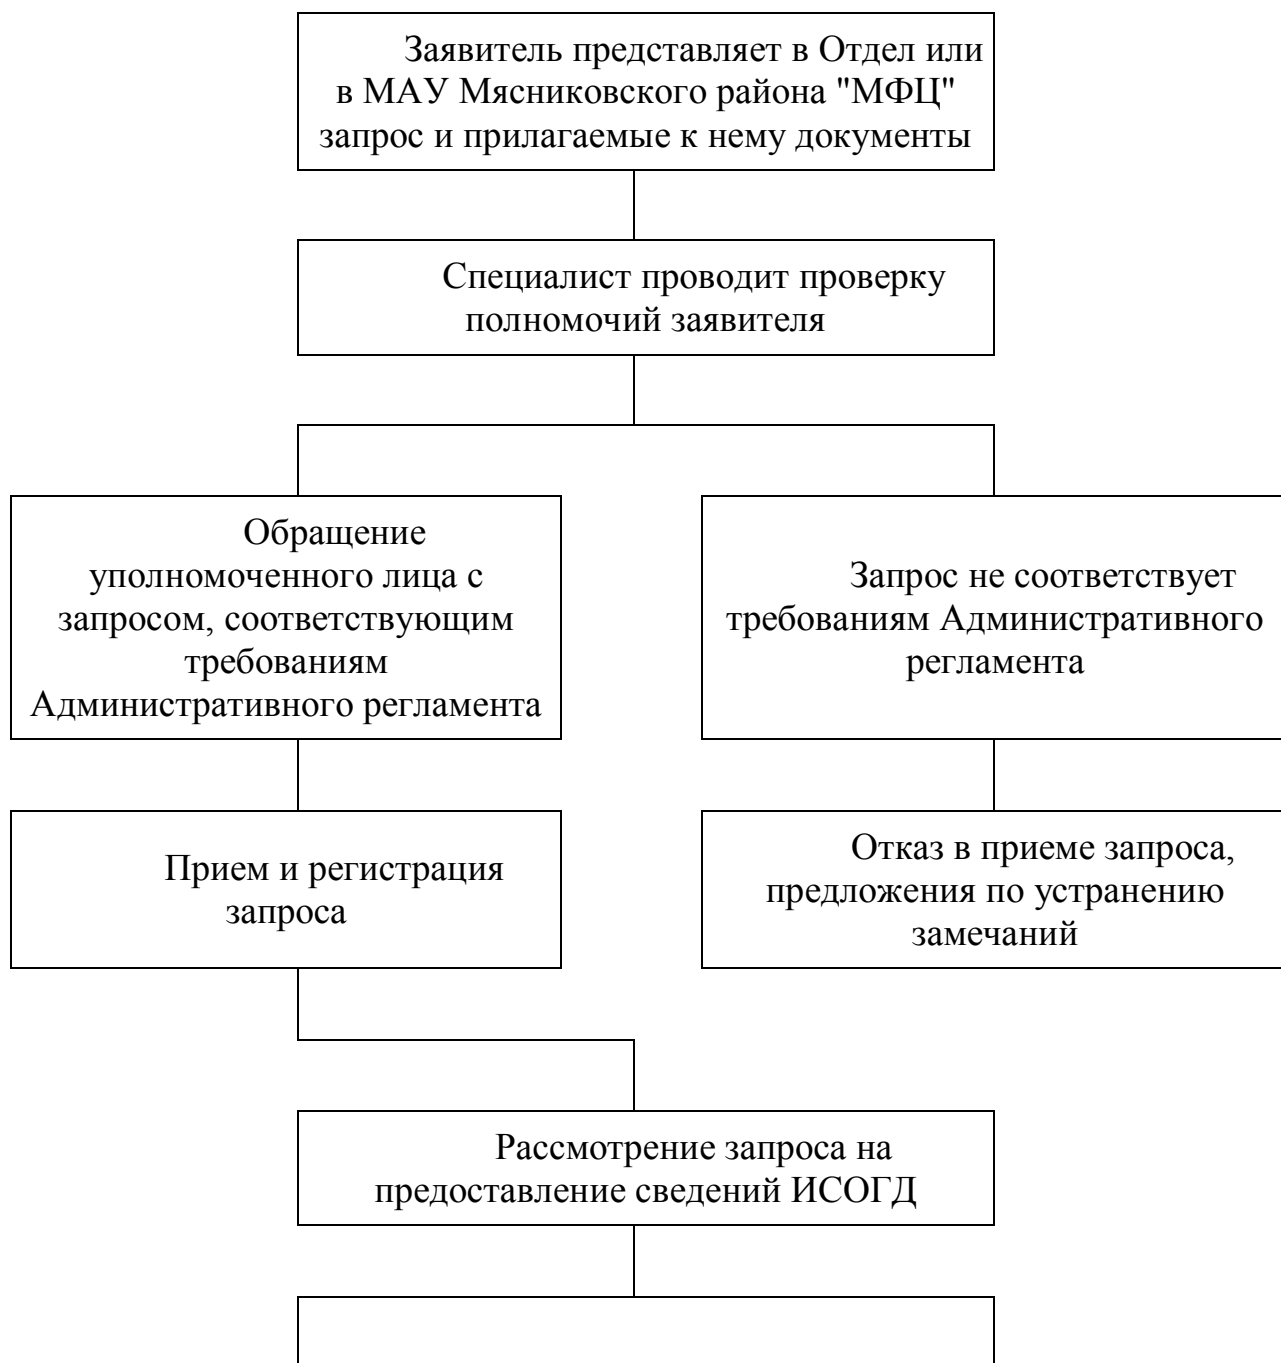 Заявитель представляет в Отдел или
в МАУ Мясниковского района "МФЦ"
запрос и прилагаемые к нему документы
Специалист проводит проверку
полномочий заявителя
Обращение
уполномоченного лица с
запросом, соответствующим
требованиям
Административного регламента
Запрос не соответствует
требованиям Административного
регламента
Прием и регистрация
запроса
Отказ в приеме запроса,
предложения по устранению
замечаний
Рассмотрение запроса на
предоставление сведений ИСОГД